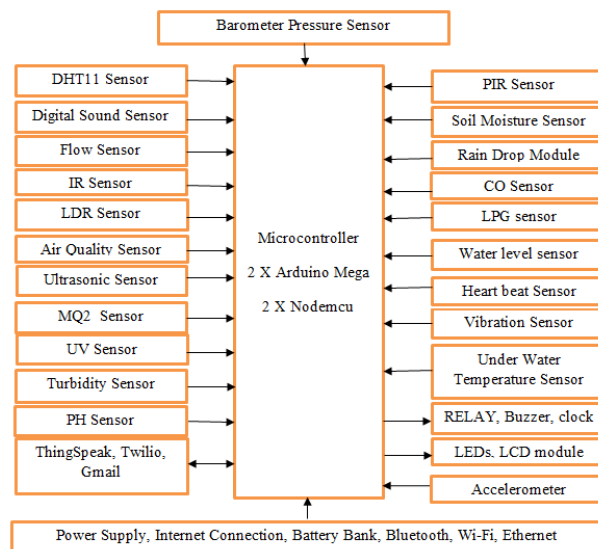 Barometer Pressure Sensor
DHT11 Sensor
Digital Sound Sensor
Flow Sensor
IR Sensor
LDR Sensor
Air Quality Sensor
Ultrasonic Sensor
MQ2 Sensor
UV Sensor
Turbidity Sensor
PH Sensor
ThingSpeak, Twilio,
Gmail
Microcontroller
2 X Arduino Mega
2 X Nodemcu
PIR Sensor
Soil Moisture Sensor
Rain Drop Module
CO Sensor
LPG sensor
Water level sensor
Heart beat Sensor
Vibration Sensor
Under Water
Temperature Sensor
RELAY, Buzzer, clock
LEDs, LCD module
Accelerometer
Power Supply, Internet Connection, Battery Bank, Bluetooth, Wi-Fi, Ethernet